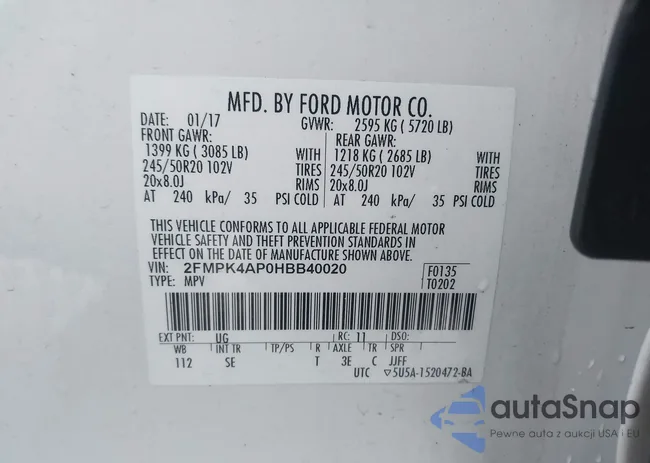 MFD. BY FORD MOTOR CO.
DATE: 01/17 GVWR: 2595 KG ( 5720 LB)
FRONT GAWR: REAR GAWR:
1399 KG ( 3085 LB) WITH 1218 KG ( 2685 LB) WITH
245/50R20 102V TIRES 245/50R20 102V TIRES
20x8.0J RIMS 20x8.0J RIMS
AT 240 kPa/ 35 PSI COLD AT 240 kPa/ 35 PSI COLD
THIS VEHICLE CONFORMS TO ALL APPLICABLE FEDERAL MOTOR
VEHICLE SAFETY AND THEFT PREVENTION STANDARDS IN
EFFECT ON THE DATE OF MANUFACTURE SHOWN ABOVE.
VIN: 2FMPK4AP0HBB40020 F0135
TYPE: MPV T0202
EXT PNT: UG RC: 11 DSO:
WB INT TR TP/PS R AXLE TR SPR
112 SE T 3E C JJFF
UTC ▽5U5A-1520472-BA
autaSnap
Pewne auta z aukcji USA i EU